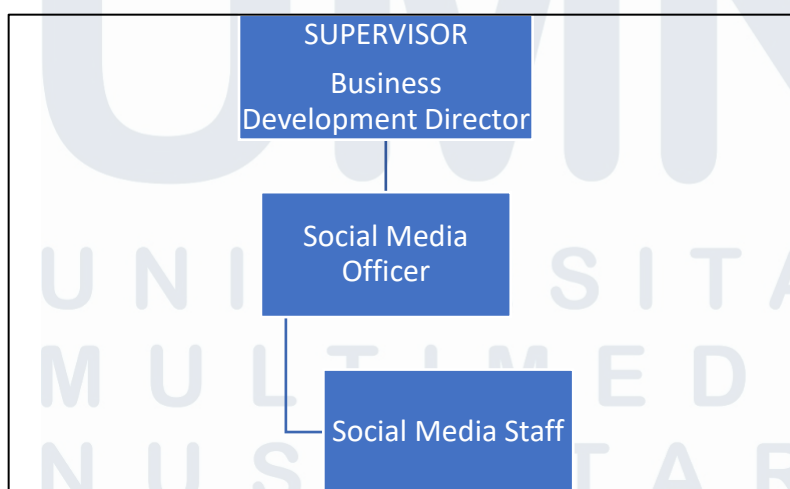 SUPERVISOR
Business
Development Director
Social Media
Officer
Social Media Staff